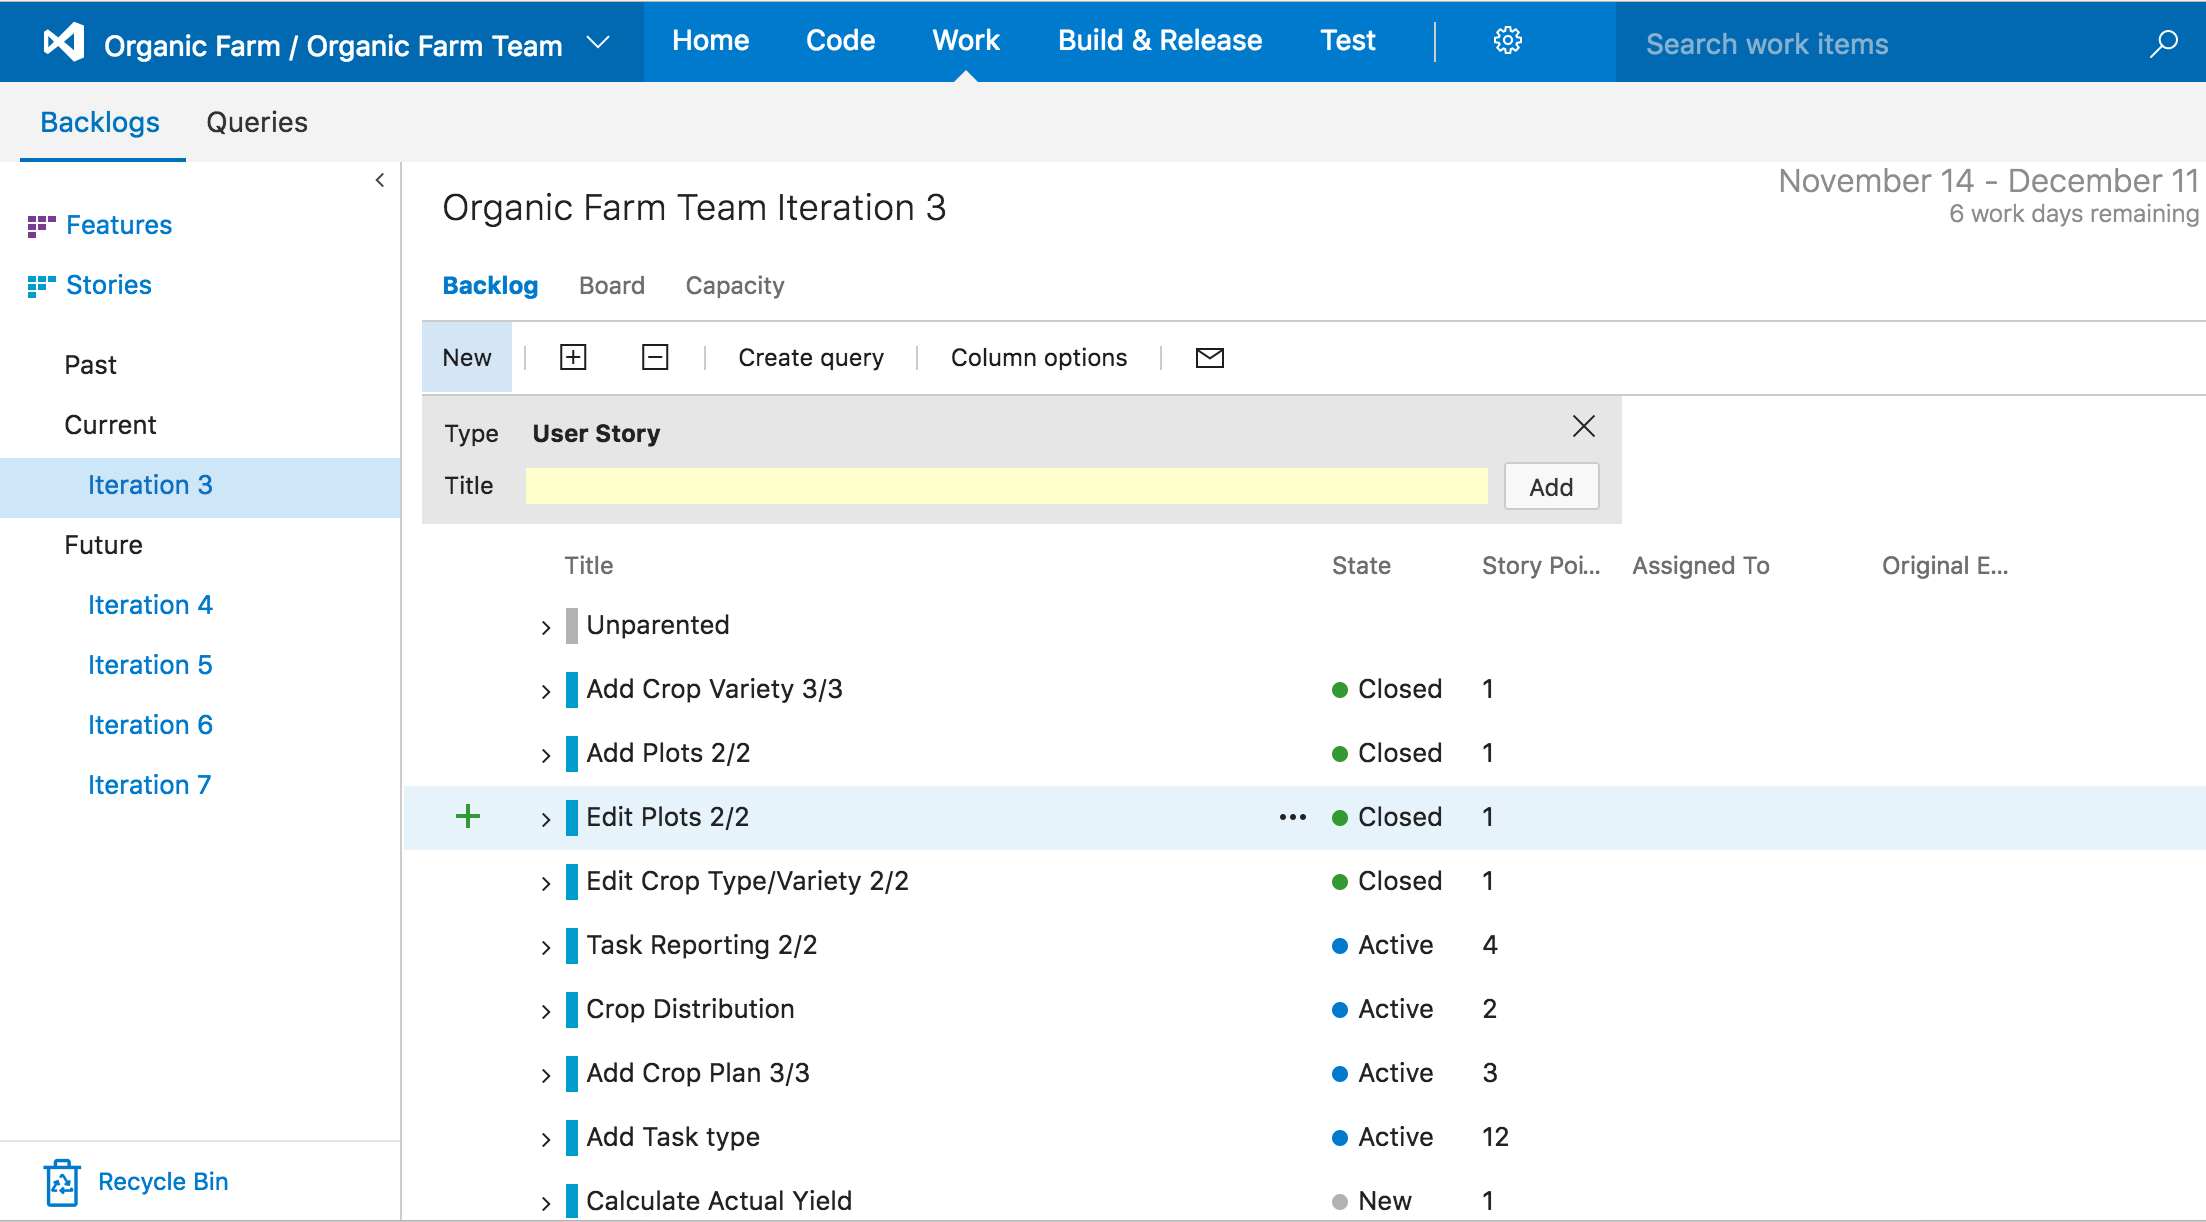 Organic Farm / Organic Farm Team
Home Code Work Build & Release Test
Search work items
Backlogs Queries
Features
Stories
Past
Current
Iteration 3
Future
Iteration 4
Iteration 5
Iteration 6
Iteration 7
Recycle Bin
Organic Farm Team Iteration 3
November 14 - December 11
6 work days remaining
Backlog Board Capacity
New Create query Column options
Type User Story
Title Add
Title State Story Poi... Assigned To Original E...
Unparented
Add Crop Variety 3/3 Closed 1
Add Plots 2/2 Closed 1
Edit Plots 2/2 ... Closed 1
Edit Crop Type/Variety 2/2 Closed 1
Task Reporting 2/2 Active 4
Crop Distribution Active 2
Add Crop Plan 3/3 Active 3
Add Task type Active 12
Calculate Actual Yield New 1